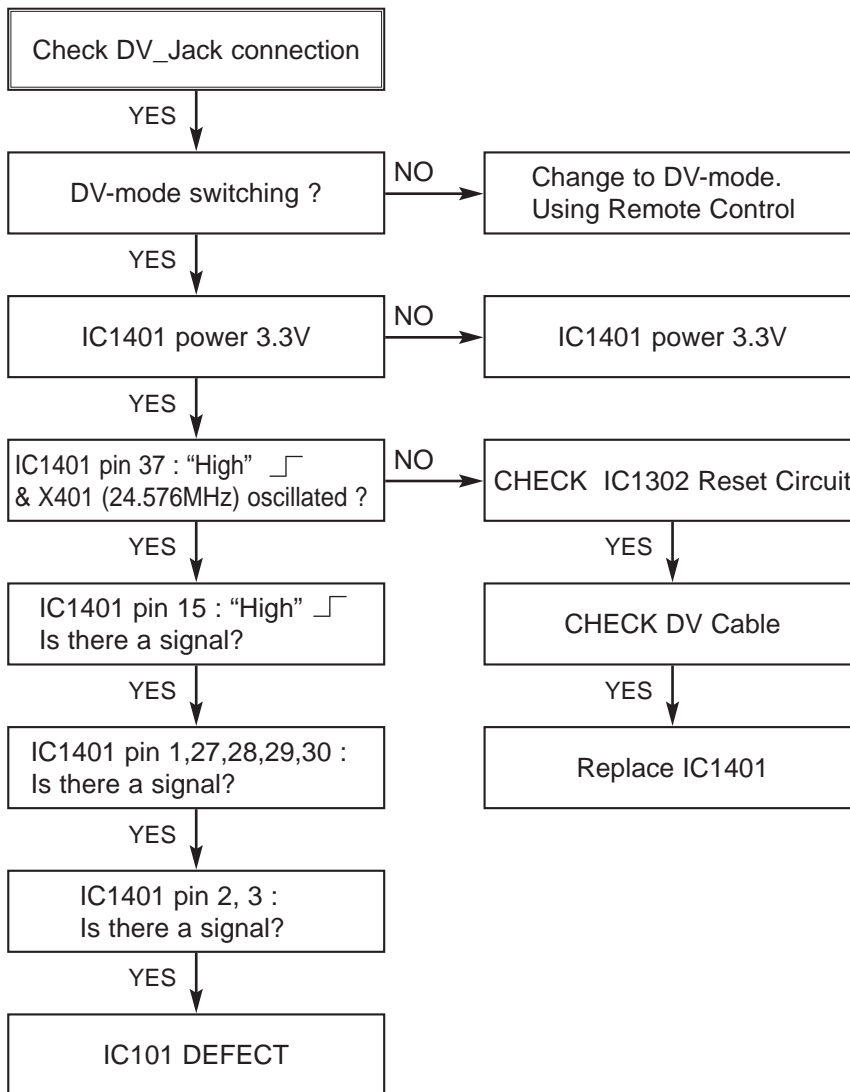 Check DV_Jack connection
YES
DV-mode switching ?
NO
Change to DV-mode.
Using Remote Control
YES
IC1401 power 3.3V
NO
IC1401 power 3.3V
YES
IC1401 pin 37 : “High”
& X401 (24.576MHz) oscillated ?
NO
CHECK IC1302 Reset Circuit
YES
YES
IC1401 pin 15 : “High”
Is there a signal?
CHECK DV Cable
YES
YES
IC1401 pin 1,27,28,29,30 :
Is there a signal?
Replace IC1401
YES
IC1401 pin 2, 3 :
Is there a signal?
YES
IC101 DEFECT